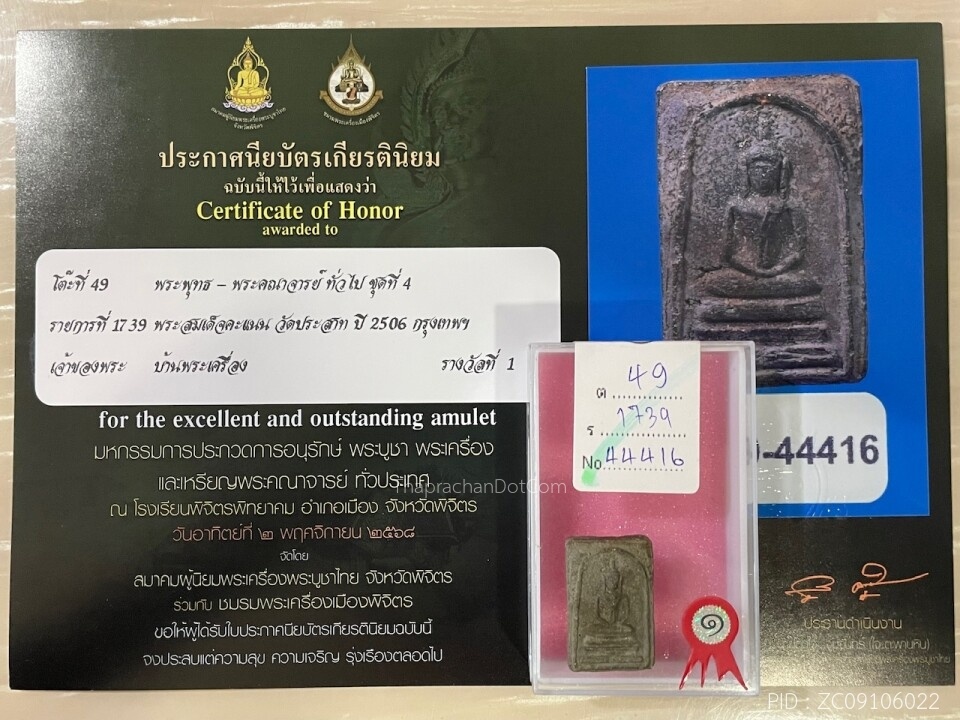 ประกาศนียบัตรเกียรตินิยม
ฉบับนี้ให้ไว้เพื่อแสดงว่า
Certificate of Honor
awarded to
โต๊ะที่ 49 พระพุทธ – พระคณาจารย์ ทั่วไป ชุดที่ 4
รายการที่ 1739 พระสมเด็จคะแนน วัดประสาท ปี 2506 กรุงเทพฯ
เจ้าของพระ บ้านพระเครื่อง รางวัลที่ 1
for the excellent and outstanding amulet
มหกรรมการประกวดการอนุรักษ์ พระบูชา พระเครื่อง
และเหรียญพระคณาจารย์ ทั่วประเทศ
ณ โรงเรียนพิจิตรพิทยาคม อำเภอเมือง จังหวัดพิจิตร
วันอาทิตย์ที่ ๒ พฤศจิกายน ๒๕๖๘
จัดโดย
สมาคมผู้นิยมพระเครื่องพระบูชาไทย จังหวัดพิจิตร
ร่วมกับ ชมรมพระเครื่องเมืองพิจิตร
ขอให้ผู้ได้รับใบประกาศนียบัตรเกียรตินิยมฉบับนี้
จงประสบแต่ความสุข ความเจริญ รุ่งเรืองตลอดไป
-44416
ต 49
ร 1739
No 44416
๑
ประธานดำเนินงาน
ThaprachanDotCom
PID : ZC09106022